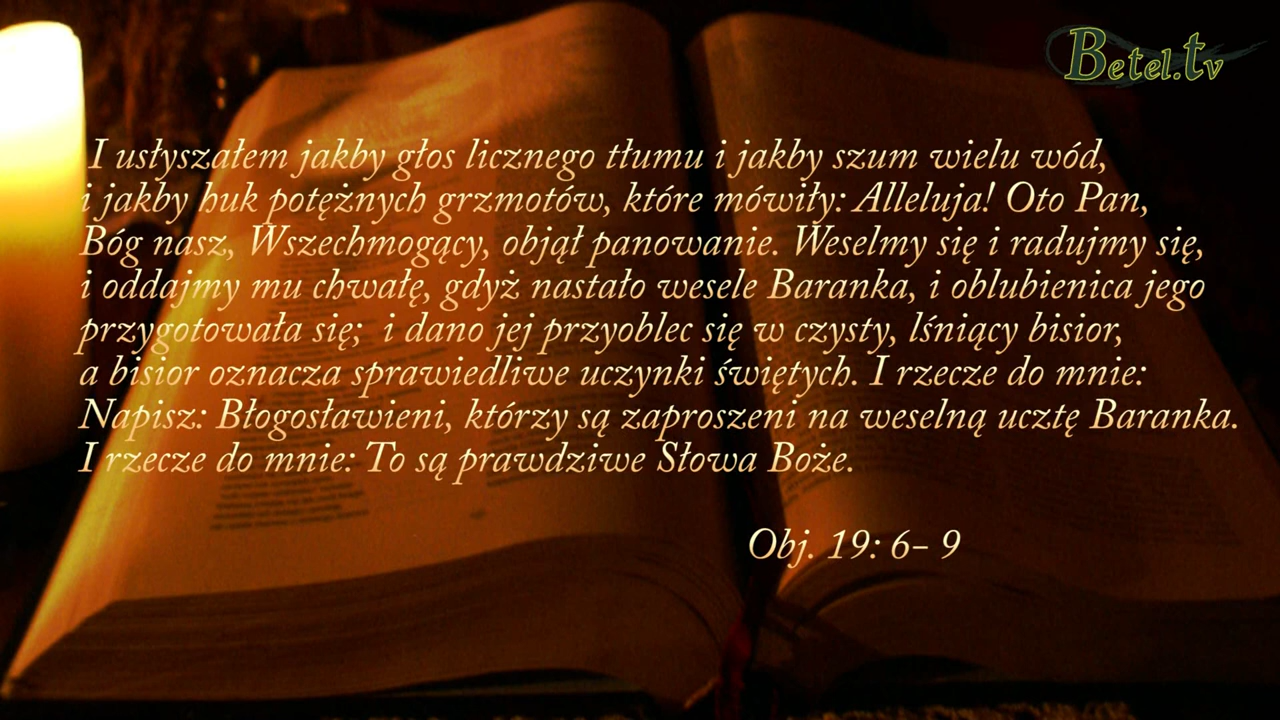 Betel.tv
I usłyszałem jakby głos licznego tłumu i jakby szum wielu wód,
i jakby huk potężnych grzmotów, które mówiły: Alleluja! Oto Pan,
Bóg nasz, Wszechmogący, objął panowanie. Weselmy się i radujmy się,
i oddajmy mu chwałę, gdyż nastało wesele Baranka, i oblubienica jego
przygotowała się; i dano jej przyoblec się w czysty, lśniący bisior,
a bisior oznacza sprawiedliwe uczynki świętych. I rzecze do mnie:
Napisz: Błogosławieni, którzy są zaproszeni na weselną ucztę Baranka.
I rzecze do mnie: To są prawdziwe Słowa Boże.
Obj. 19: 6– 9